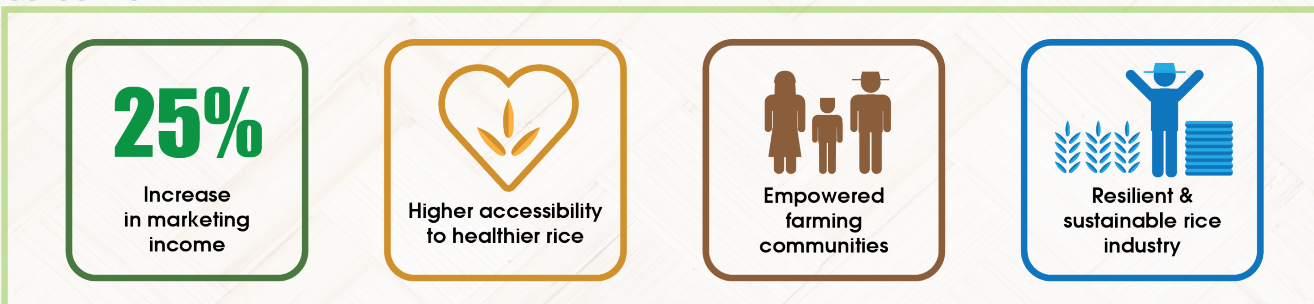 25%
Increase
in marketing
income
Higher accessibility
to healthier rice
Empowered
farming
communities
Resilient &
sustainable rice
industry